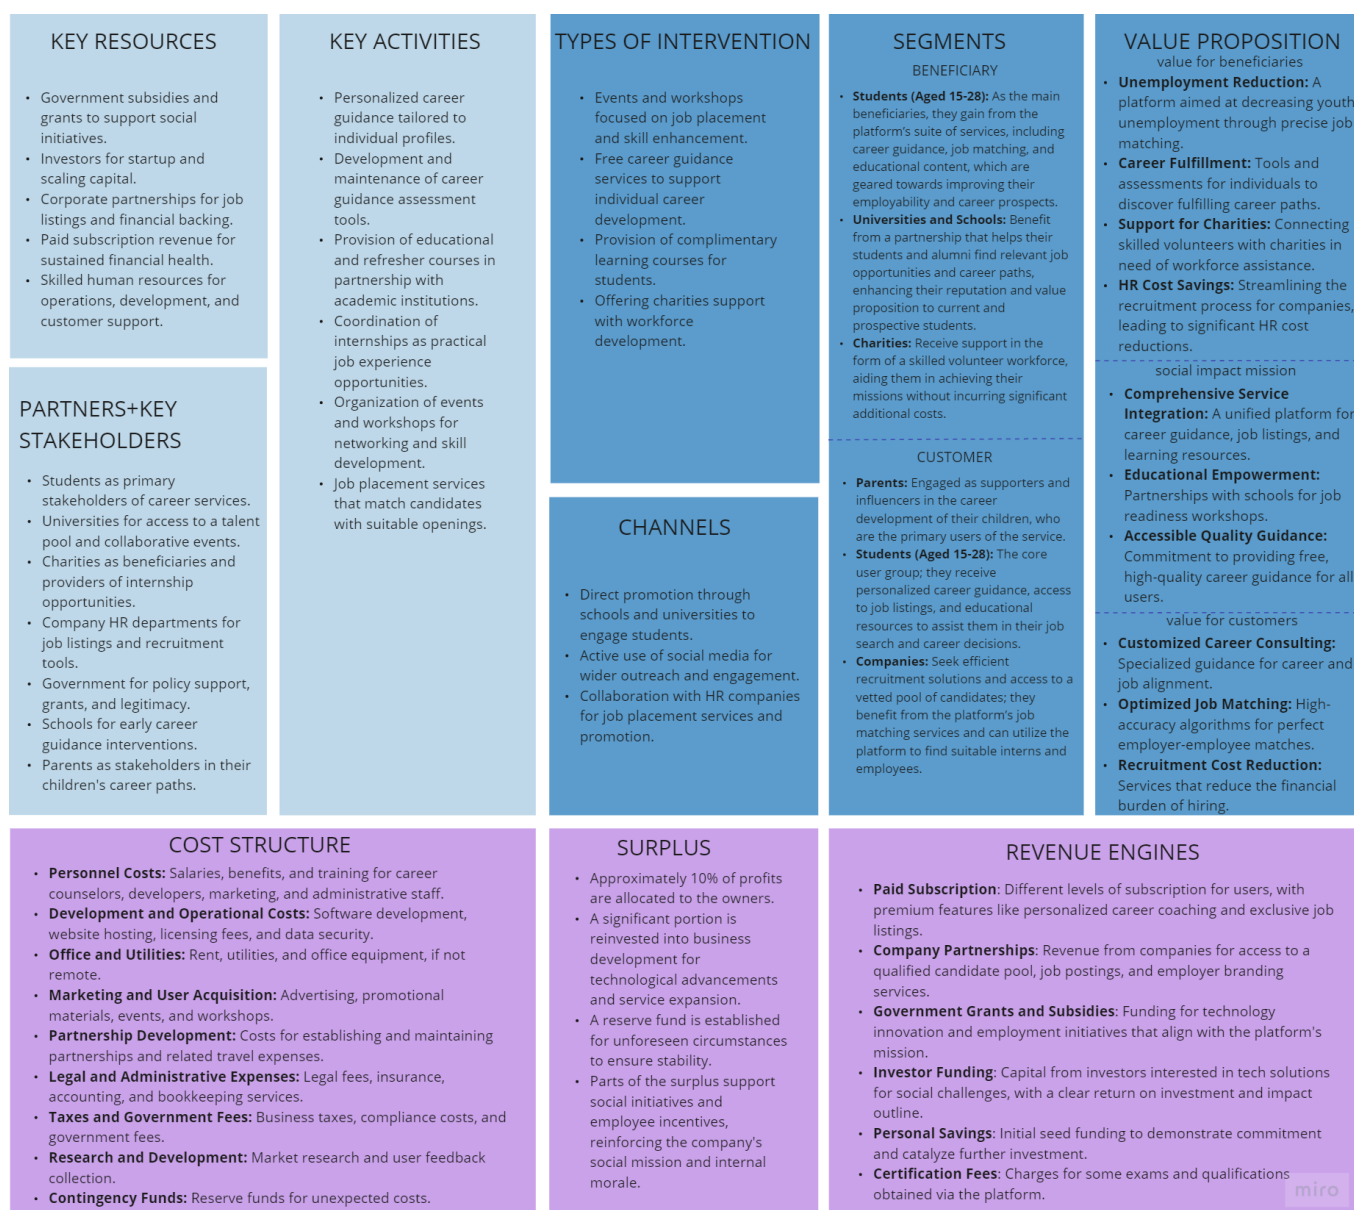 KEY RESOURCES
• Government subsidies and
grants to support social
initiatives.
• Investors for startup and
scaling capital.
• Corporate partnerships for job
listings and financial backing.
• Paid subscription revenue for
sustained financial health.
• Skilled human resources for
operations, development, and
customer support.
PARTNERS+KEY
STAKEHOLDERS
• Students as primary
stakeholders of career services.
• Universities for access to a talent
pool and collaborative events.
• Charities as beneficiaries and
providers of internship
opportunities.
• Company HR departments for
job listings and recruitment
tools.
• Government for policy support,
grants, and legitimacy.
• Schools for early career
guidance interventions.
• Parents as stakeholders in their
children's career paths.
KEY ACTIVITIES
• Personalized career
guidance tailored to
individual profiles.
• Development and
maintenance of career
guidance assessment
tools.
• Provision of educational
and refresher courses in
partnership with
academic institutions.
• Coordination of
internships as practical
job experience
opportunities.
• Organization of events
and workshops for
networking and skill
development.
• Job placement services
that match candidates
with suitable openings.
TYPES OF INTERVENTION
• Events and workshops
focused on job placement
and skill enhancement.
• Free career guidance
services to support
individual career
development.
• Provision of complimentary
learning courses for
students.
• Offering charities support
with workforce
development.
CHANNELS
• Direct promotion through
schools and universities to
engage students.
• Active use of social media for
wider outreach and engagement.
• Collaboration with HR companies
for job placement services and
promotion.
SEGMENTS
BENEFICIARY
• Students (Aged 15-28): As the main
beneficiaries, they gain from the
platform's suite of services, including
career guidance, job matching, and
educational content, which are
geared towards improving their
employability and career prospects.
• Universities and Schools: Benefit
from a partnership that helps their
students and alumni find relevant job
opportunities and career paths,
enhancing their reputation and value
proposition to current and
prospective students.
• Charities: Receive support in the
form of a skilled volunteer workforce,
aiding them in achieving their
missions without incurring significant
additional costs.
CUSTOMER
• Parents: Engaged as supporters and
influencers in the career
development of their children, who
are the primary users of the service.
• Students (Aged 15-28): The core
user group; they receive
personalized career guidance, access
to job listings, and educational
resources to assist them in their job
search and career decisions.
• Companies: Seek efficient
recruitment solutions and access to a
vetted pool of candidates; they
benefit from the platform's job
matching services and can utilize the
platform to find suitable interns and
employees.
VALUE PROPOSITION
value for beneficiaries
• Unemployment Reduction: A
platform aimed at decreasing youth
unemployment through precise job
matching.
• Career Fulfillment: Tools and
assessments for individuals to
discover fulfilling career paths.
• Support for Charities: Connecting
skilled volunteers with charities in
need of workforce assistance.
• HR Cost Savings: Streamlining the
recruitment process for companies,
leading to significant HR cost
reductions.
social impact mission
• Comprehensive Service
Integration: A unified platform for
career guidance, job listings, and
learning resources.
• Educational Empowerment:
Partnerships with schools for job
readiness workshops.
• Accessible Quality Guidance:
Commitment to providing free,
high-quality career guidance for all
users.
value for customers
• Customized Career Consulting:
Specialized guidance for career and
job alignment.
• Optimized Job Matching: High-
accuracy algorithms for perfect
employer-employee matches.
• Recruitment Cost Reduction:
Services that reduce the financial
burden of hiring.
COST STRUCTURE
• Personnel Costs: Salaries, benefits, and training for career
counselors, developers, marketing, and administrative staff.
• Development and Operational Costs: Software development,
website hosting, licensing fees, and data security.
• Office and Utilities: Rent, utilities, and office equipment, if not
remote.
• Marketing and User Acquisition: Advertising, promotional
materials, events, and workshops.
• Partnership Development: Costs for establishing and maintaining
partnerships and related travel expenses.
• Legal and Administrative Expenses: Legal fees, insurance,
accounting, and bookkeeping services.
• Taxes and Government Fees: Business taxes, compliance costs, and
government fees.
• Research and Development: Market research and user feedback
collection.
• Contingency Funds: Reserve funds for unexpected costs.
SURPLUS
• Approximately 10% of profits
are allocated to the owners.
• A significant portion is
reinvested into business
development for
technological advancements
and service expansion.
• A reserve fund is established
for unforeseen circumstances
to ensure stability.
• Parts of the surplus support
social initiatives and
employee incentives,
reinforcing the company's
social mission and internal
morale.
REVENUE ENGINES
• Paid Subscription: Different levels of subscription for users, with
premium features like personalized career coaching and exclusive job
listings.
• Company Partnerships: Revenue from companies for access to a
qualified candidate pool, job postings, and employer branding
services.
• Government Grants and Subsidies: Funding for technology
innovation and employment initiatives that align with the platform's
mission.
• Investor Funding: Capital from investors interested in tech solutions
for social challenges, with a clear return on investment and impact
outline.
• Personal Savings: Initial seed funding to demonstrate commitment
and catalyze further investment.
• Certification Fees: Charges for some exams and qualifications
obtained via the platform.
miro